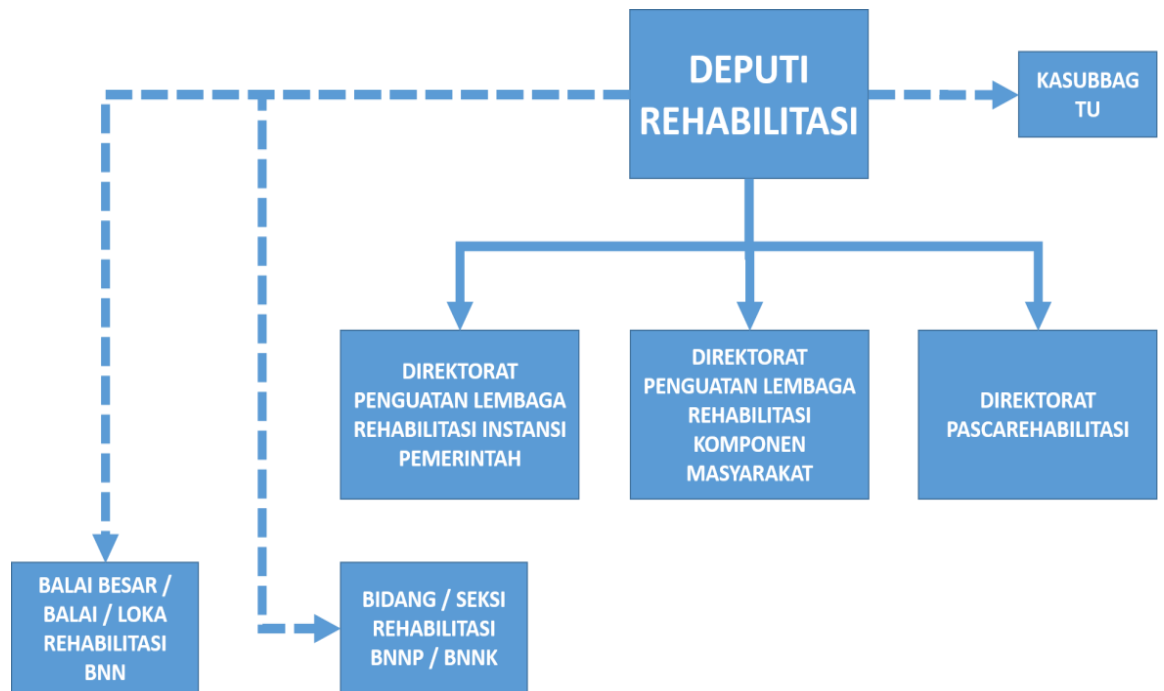 DEPUTI
REHABILITASI
KASUBBAG
TU
DIREKTORAT
PENGUATAN LEMBAGA
REHABILITASI INSTANSI
PEMERINTAH
DIREKTORAT
PENGUATAN LEMBAGA
REHABILITASI
KOMPONEN
MASYARAKAT
DIREKTORAT
PASCAREHABILITASI
BALAI BESAR /
BALAI / LOKA
REHABILITASI
BNN
BIDANG / SEKSI
REHABILITASI
BNNP / BNNK